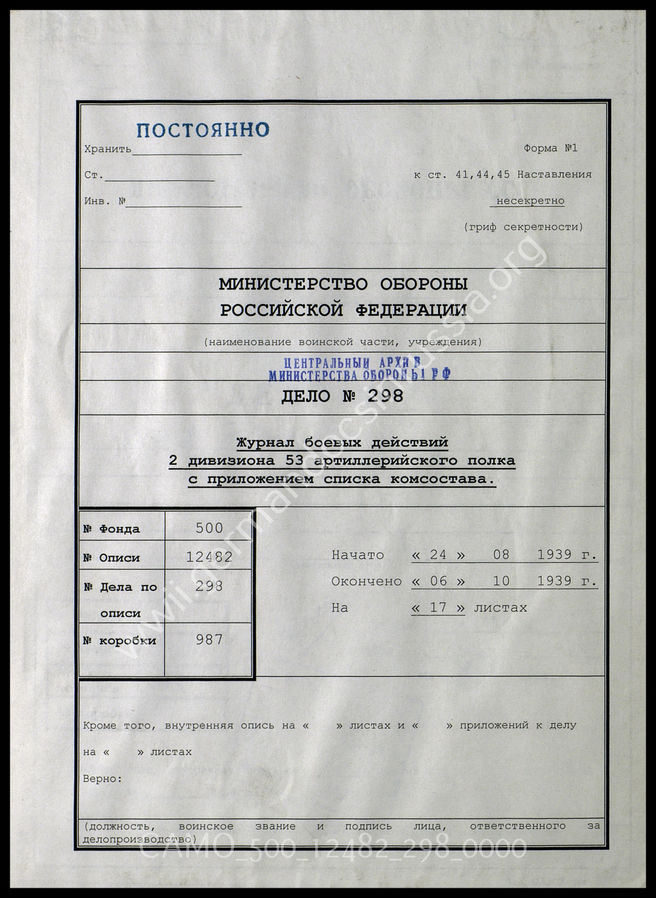 ПОСТОЯННО
Хранить
Форма №1
Ст.
к ст. 41,44,45 Наставления
Инв. №
несекретно
(гриф секретности)
МИНИСТЕРСТВО ОБОРОНЫ
РОССИЙСКОЙ ФЕДЕРАЦИИ
(наименование воинской части, учреждения)
ЦЕНТРАЛЬНЫЙ АРХИВ
МИНИСТЕРСТВА ОБОРОНЫ РФ
ДЕЛО № 298
Журнал боевых действий
2 дивизиона 53 артиллерийского полка
с приложением списка комсостава.
№ Фонда 500
№ Описи 12482
№ Дела по 298
описи
№ коробки 987
Начато « 24 » 08 1939 г.
Окончено « 06 » 10 1939 г.
На « 17 » листах
Кроме того, внутренняя опись на « » листах и « » приложений к делу
на « » листах
Верно:
(должность, воинское звание и подпись лица, ответственного за
делопроизводство)
CAMO_500_12482_298_0000
wwii.germandocsinrussia.org